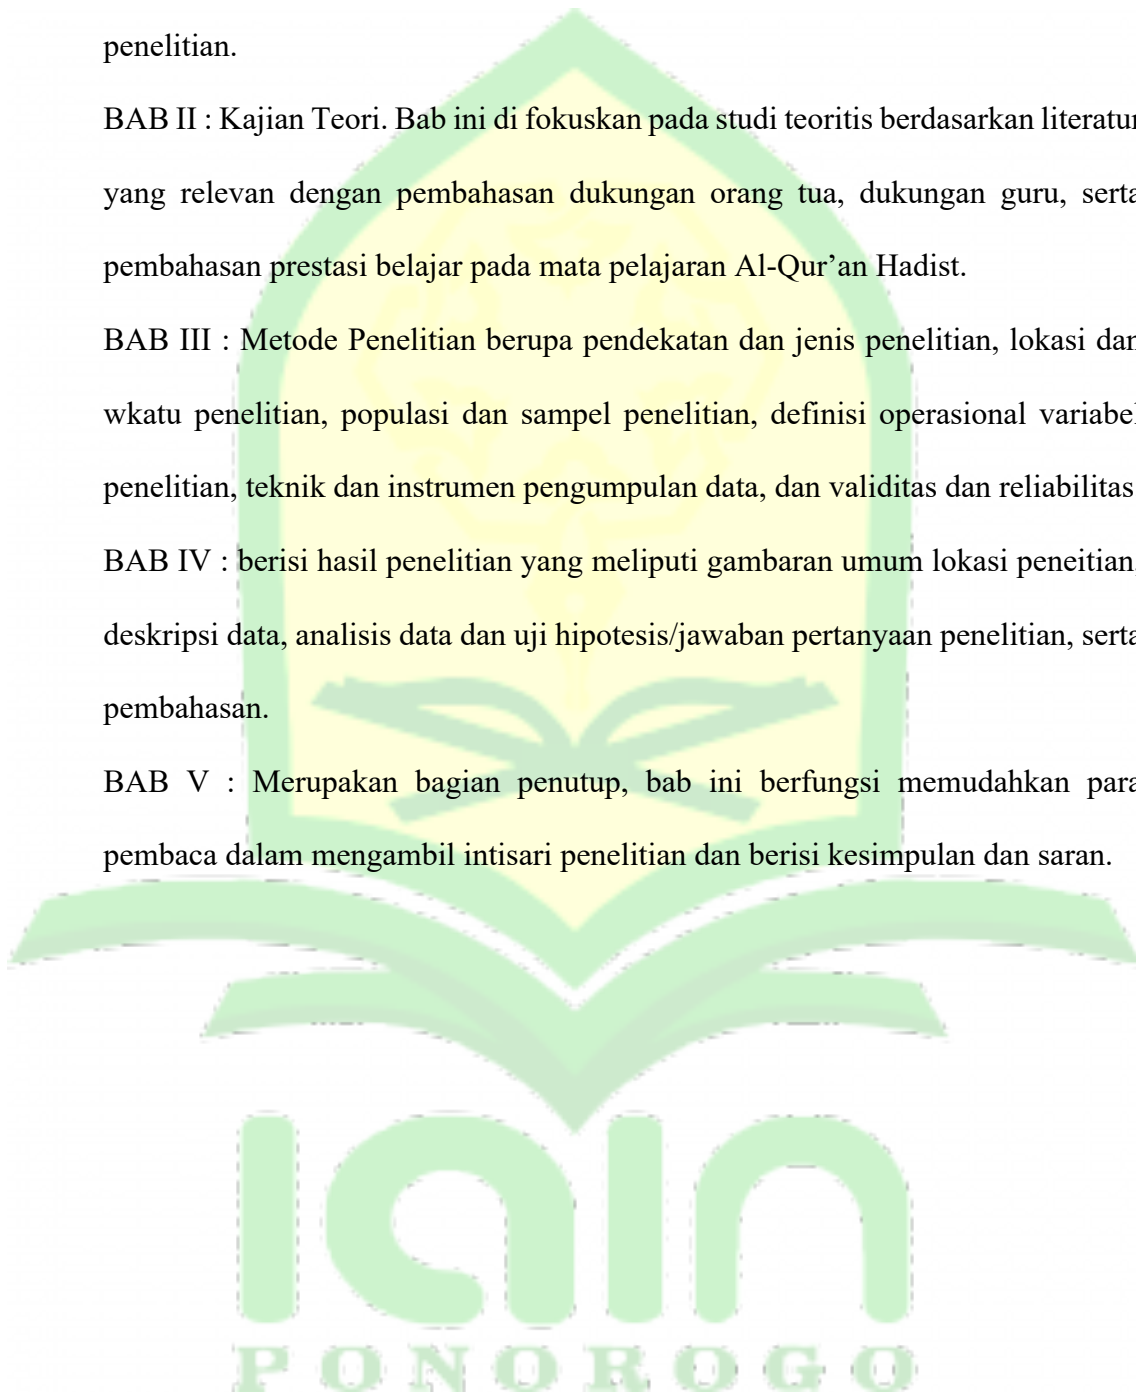 penelitian.
BAB II : Kajian Teori. Bab ini di fokuskan pada studi teoritis berdasarkan literatur
yang relevan dengan pembahasan dukungan orang tua, dukungan guru, serta
pembahasan prestasi belajar pada mata pelajaran Al-Qur’an Hadist.
BAB III : Metode Penelitian berupa pendekatan dan jenis penelitian, lokasi dan
wkatu penelitian, populasi dan sampel penelitian, definisi operasional variabel
penelitian, teknik dan instrumen pengumpulan data, dan validitas dan reliabilitas
BAB IV : berisi hasil penelitian yang meliputi gambaran umum lokasi peneitian,
deskripsi data, analisis data dan uji hipotesis/jawaban pertanyaan penelitian, serta
pembahasan.
BAB V : Merupakan bagian penutup, bab ini berfungsi memudahkan para
pembaca dalam mengambil intisari penelitian dan berisi kesimpulan dan saran.
iain
PONOROGO